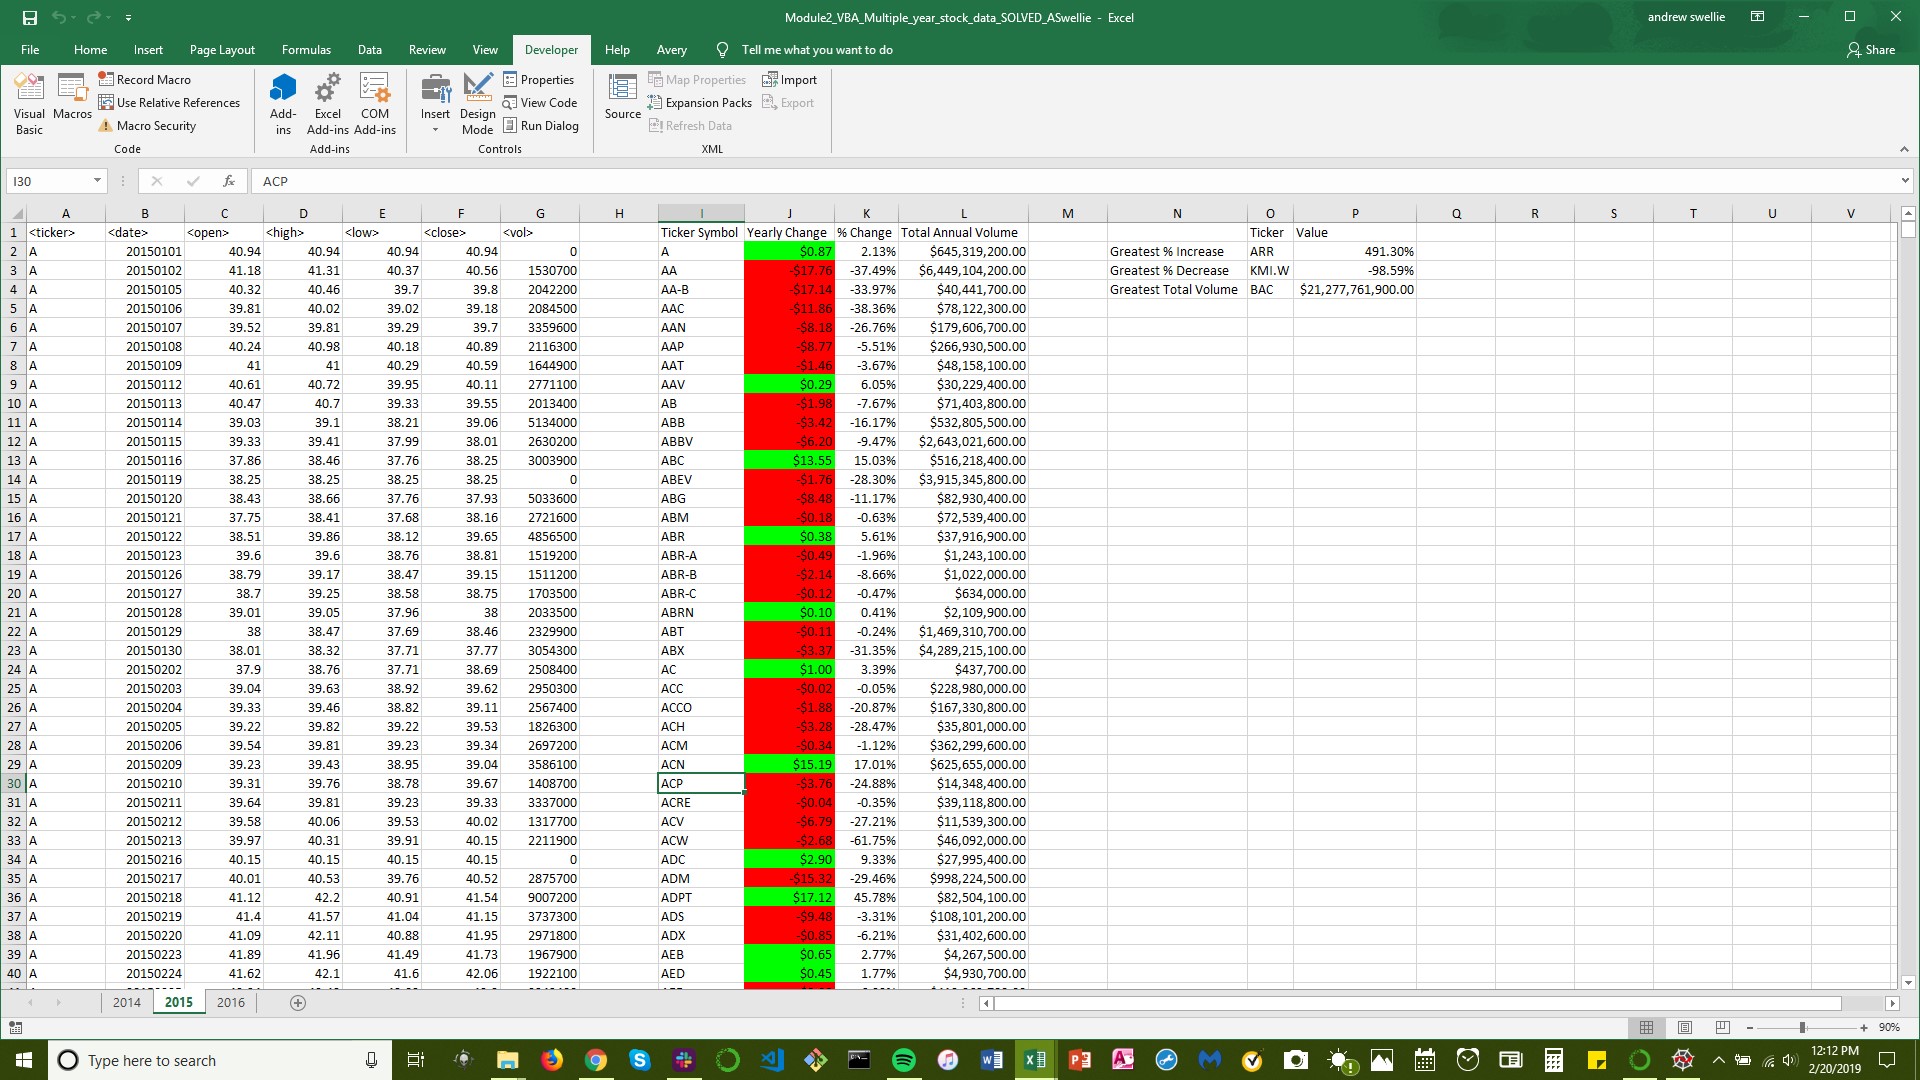 Module2_VBA_Multiple_year_stock_data_SOLVED_ASwellie - Excel
andrew swellie
File Home Insert Page Layout Formulas Data Review View Developer Help Avery Tell me what you want to do Share
Visual Basic
Macros
Record Macro
Use Relative References
Macro Security
Code
Add-ins
Excel Add-ins
COM Add-ins
Add-ins
Insert
Design Mode
Properties
View Code
Run Dialog
Controls
Source
Map Properties
Expansion Packs
Refresh Data
Import
Export
XML
I30 fx ACP
A B C D E F G H I J K L M N O P Q R S T U V
1 <ticker> <date> <open> <high> <low> <close> <vol> Ticker Symbol Yearly Change % Change Total Annual Volume Ticker Value
2 A 20150101 40.94 40.94 40.94 40.94 0 A $0.87 2.13% $645,319,200.00 Greatest % Increase ARR 491.30%
3 A 20150102 41.18 41.31 40.37 40.56 1530700 AA -$17.76 -37.49% $6,449,104,200.00 Greatest % Decrease KMI.W -98.59%
4 A 20150105 40.32 40.46 39.7 39.8 2042200 AA-B -$17.14 -33.97% $40,441,700.00 Greatest Total Volume BAC $21,277,761,900.00
5 A 20150106 39.81 40.02 39.02 39.18 2084500 AAC -$11.86 -38.36% $78,122,300.00
6 A 20150107 39.52 39.81 39.29 39.7 3359600 AAN -$8.18 -26.76% $179,606,700.00
7 A 20150108 40.24 40.98 40.18 40.89 2116300 AAP -$8.77 -5.51% $266,930,500.00
8 A 20150109 41 41 40.29 40.59 1644900 AAT -$1.46 -3.67% $48,158,100.00
9 A 20150112 40.61 40.72 39.95 40.11 2771100 AAV $0.29 6.05% $30,229,400.00
10 A 20150113 40.47 40.7 39.33 39.55 2013400 AB -$1.98 -7.67% $71,403,800.00
11 A 20150114 39.03 39.1 38.21 39.06 5134000 ABB -$3.42 -16.17% $532,805,500.00
12 A 20150115 39.33 39.41 37.99 38.01 2630200 ABBV -$6.20 -9.47% $2,643,021,600.00
13 A 20150116 37.86 38.46 37.76 38.25 3003900 ABC $13.55 15.03% $516,218,400.00
14 A 20150119 38.25 38.25 38.25 38.25 0 ABEV -$1.76 -28.30% $3,915,345,800.00
15 A 20150120 38.43 38.66 37.76 37.93 5033600 ABG -$8.48 -11.17% $82,930,400.00
16 A 20150121 37.75 38.41 37.68 38.16 2721600 ABM -$0.18 -0.63% $72,539,400.00
17 A 20150122 38.51 39.86 38.12 39.65 4856500 ABR $0.38 5.61% $37,916,900.00
18 A 20150123 39.6 39.6 38.76 38.81 1519200 ABR-A -$0.49 -1.96% $1,243,100.00
19 A 20150126 38.79 39.17 38.47 39.15 1511200 ABR-B -$2.14 -8.66% $1,022,000.00
20 A 20150127 38.7 39.25 38.58 38.75 1703500 ABR-C -$0.12 -0.47% $634,000.00
21 A 20150128 39.01 39.05 37.96 38 2033500 ABRN $0.10 0.41% $2,109,900.00
22 A 20150129 38 38.47 37.69 38.46 2329900 ABT -$0.11 -0.24% $1,469,310,700.00
23 A 20150130 38.01 38.32 37.71 37.77 3054300 ABX -$3.37 -31.35% $4,289,215,100.00
24 A 20150202 37.9 38.76 37.71 38.69 2508400 AC $1.00 3.39% $437,700.00
25 A 20150203 39.04 39.63 38.92 39.62 2950300 ACC -$0.02 -0.05% $228,980,000.00
26 A 20150204 39.33 39.46 38.82 39.11 2567400 ACCO -$1.88 -20.87% $167,330,800.00
27 A 20150205 39.22 39.82 39.22 39.53 1826300 ACH -$3.28 -28.47% $35,801,000.00
28 A 20150206 39.54 39.81 39.23 39.34 2697200 ACM -$0.34 -1.12% $362,299,600.00
29 A 20150209 39.23 39.43 38.95 39.04 3586100 ACN $15.19 17.01% $625,655,000.00
30 A 20150210 39.31 39.76 38.78 39.67 1408700 ACP -$3.76 -24.88% $14,348,400.00
31 A 20150211 39.64 39.81 39.23 39.33 3337000 ACRE -$0.04 -0.35% $39,118,800.00
32 A 20150212 39.58 40.06 39.53 40.02 1317700 ACV -$6.79 -27.21% $11,539,300.00
33 A 20150213 39.97 40.31 39.91 40.15 2211900 ACW -$2.68 -61.75% $46,092,000.00
34 A 20150216 40.15 40.15 40.15 40.15 0 ADC $2.90 9.33% $27,995,400.00
35 A 20150217 40.01 40.53 39.76 40.52 2875700 ADM -$15.32 -29.46% $998,224,500.00
36 A 20150218 41.12 42.2 40.91 41.54 9007200 ADPT $17.12 45.78% $82,504,100.00
37 A 20150219 41.4 41.57 41.04 41.15 3737300 ADS -$9.48 -3.31% $108,101,200.00
38 A 20150220 41.09 42.11 40.88 41.95 2971800 ADX -$0.85 -6.21% $31,402,600.00
39 A 20150223 41.89 41.96 41.49 41.73 1967900 AEB $0.65 2.77% $4,267,500.00
40 A 20150224 41.62 42.1 41.6 42.06 1922100 AED $0.45 1.77% $4,930,700.00
2014 2015 2016
90%
Type here to search
12:12 PM
2/20/2019